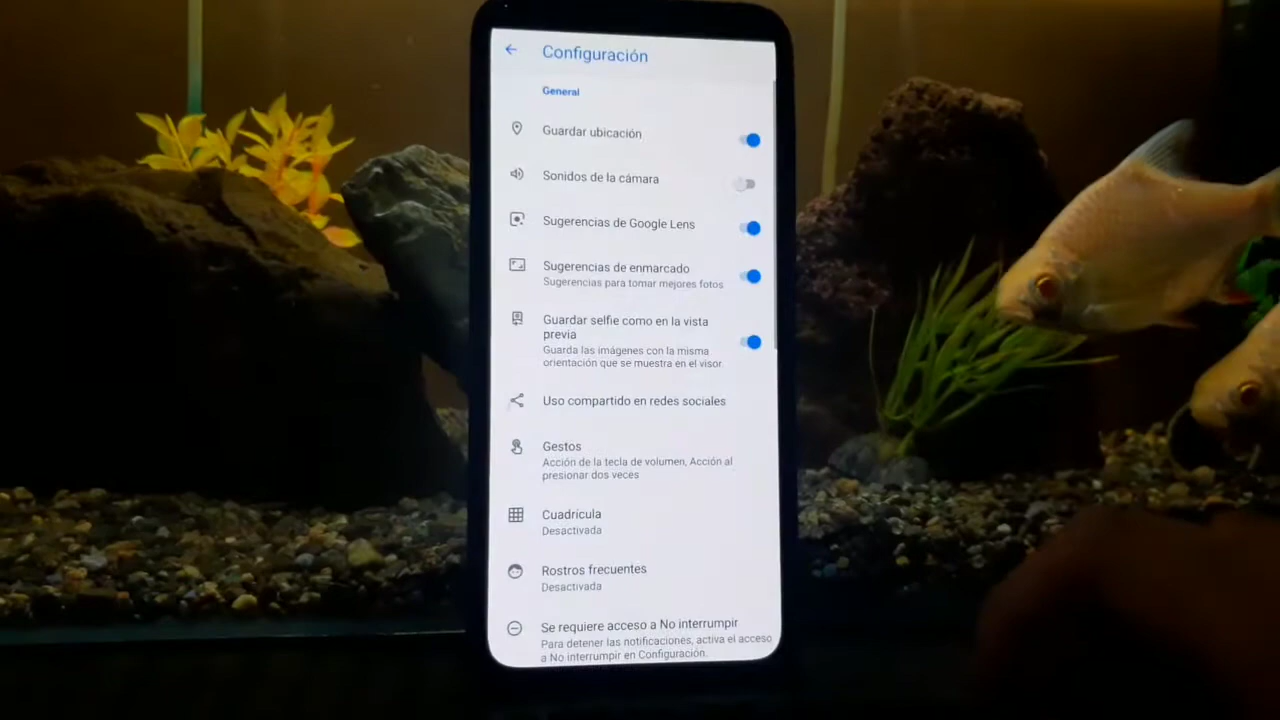 Configuración
General
Guardar ubicación
Sonidos de la cámara
Sugerencias de Google Lens
Sugerencias de enmarcado
Sugerencias para tomar mejores fotos
Guardar selfie como en la vista
previa
Guarda las imágenes con la misma
orientación que se muestra en el visor.
Uso compartido en redes sociales
Gestos
Acción de la tecla de volumen, Acción al
presionar dos veces
Cuadrícula
Desactivada
Rostros frecuentes
Desactivada
Se requiere acceso a No interrumpir
Para detener las notificaciones, activa el acceso
a No interrumpir en Configuración.